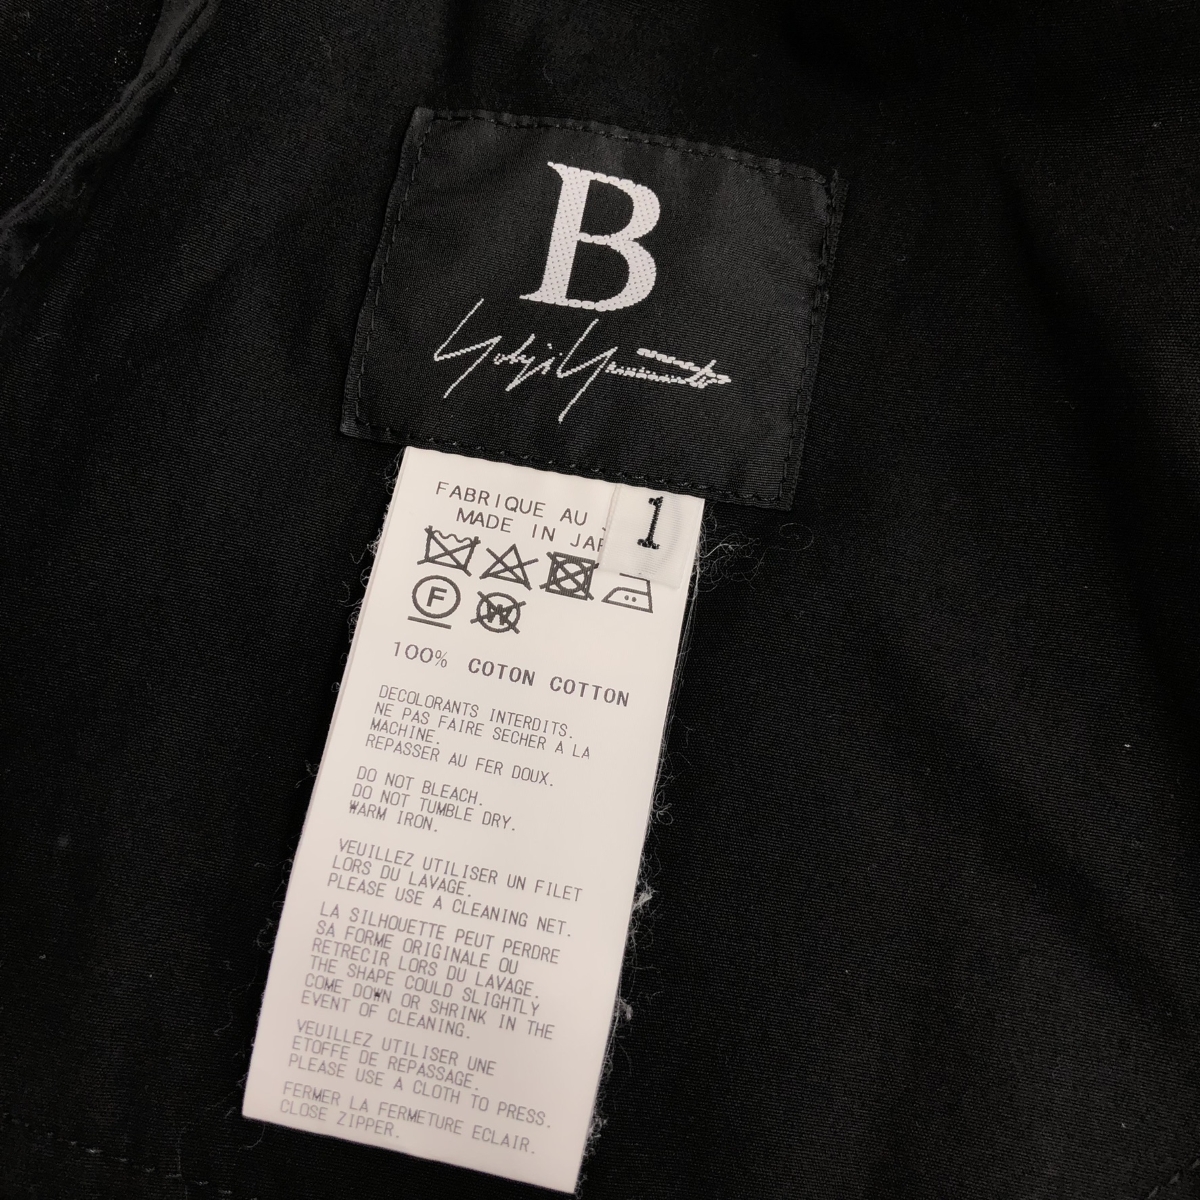 B
Yohji Yamamoto
FABRIQUE AU
MADE IN JAP
1
F
W
100% COTON COTTON
DECOLORANTS INTERDITS.
NE PAS FAIRE SECHER A LA
MACHINE.
REPASSER AU FER DOUX.
DO NOT BLEACH.
DO NOT TUMBLE DRY.
WARM IRON.
VEUILLEZ UTILISER UN FILET
LORS DU LAVAGE.
PLEASE USE A CLEANING NET.
LA SILHOUETTE PEUT PERDRE
SA FORME ORIGINALE OU
RETRECIR LORS DU LAVAGE.
THE SHAPE COULD SLIGHTLY
COME DOWN OR SHRINK IN THE
EVENT OF CLEANING.
VEUILLEZ UTILISER UNE
ETOFFE DE REPASSAGE.
PLEASE USE A CLOTH TO PRESS.
FERMER LA FERMETURE ECLAIR.
CLOSE ZIPPER.